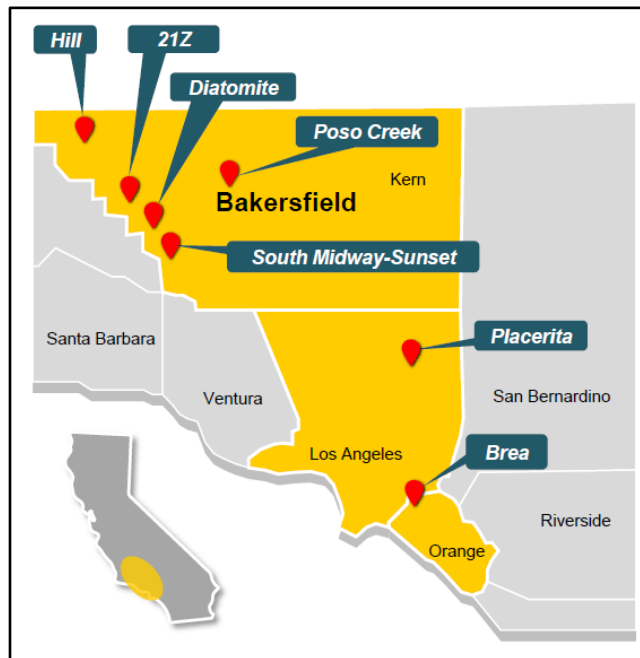 Hill
21Z
Diatomite
Poso Creek
Kern
Bakersfield
South Midway-Sunset
Santa Barbara
Placerita
Ventura
San Bernardino
Los Angeles
Brea
Riverside
Orange